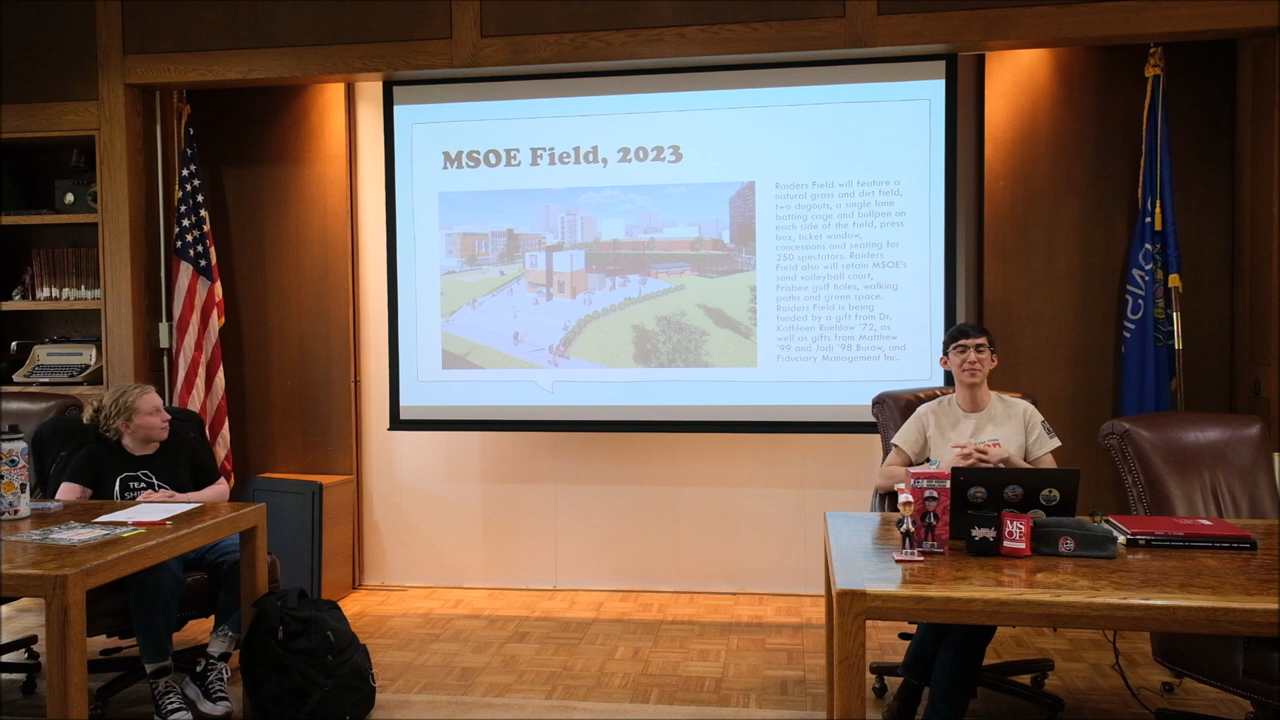 MSOE Field, 2023
Raiders Field will feature a
natural grass and dirt field,
two dugouts, a single lane
batting cage and bullpen on
each side of the field, press
box, ticket window,
concessions and seating for
250 spectators. Raiders
Field also will retain MSOE's
sand volleyball court,
Frisbee golf holes, walking
paths and green space.
Raiders Field is being
funded by a gift from Dr.
Kathleen Ruehlow '72, as
well as gifts from Matthew
'99 and Jodi '98 Burow, and
Fiduciary Management Inc.
TEA
SHIR
MS
OE